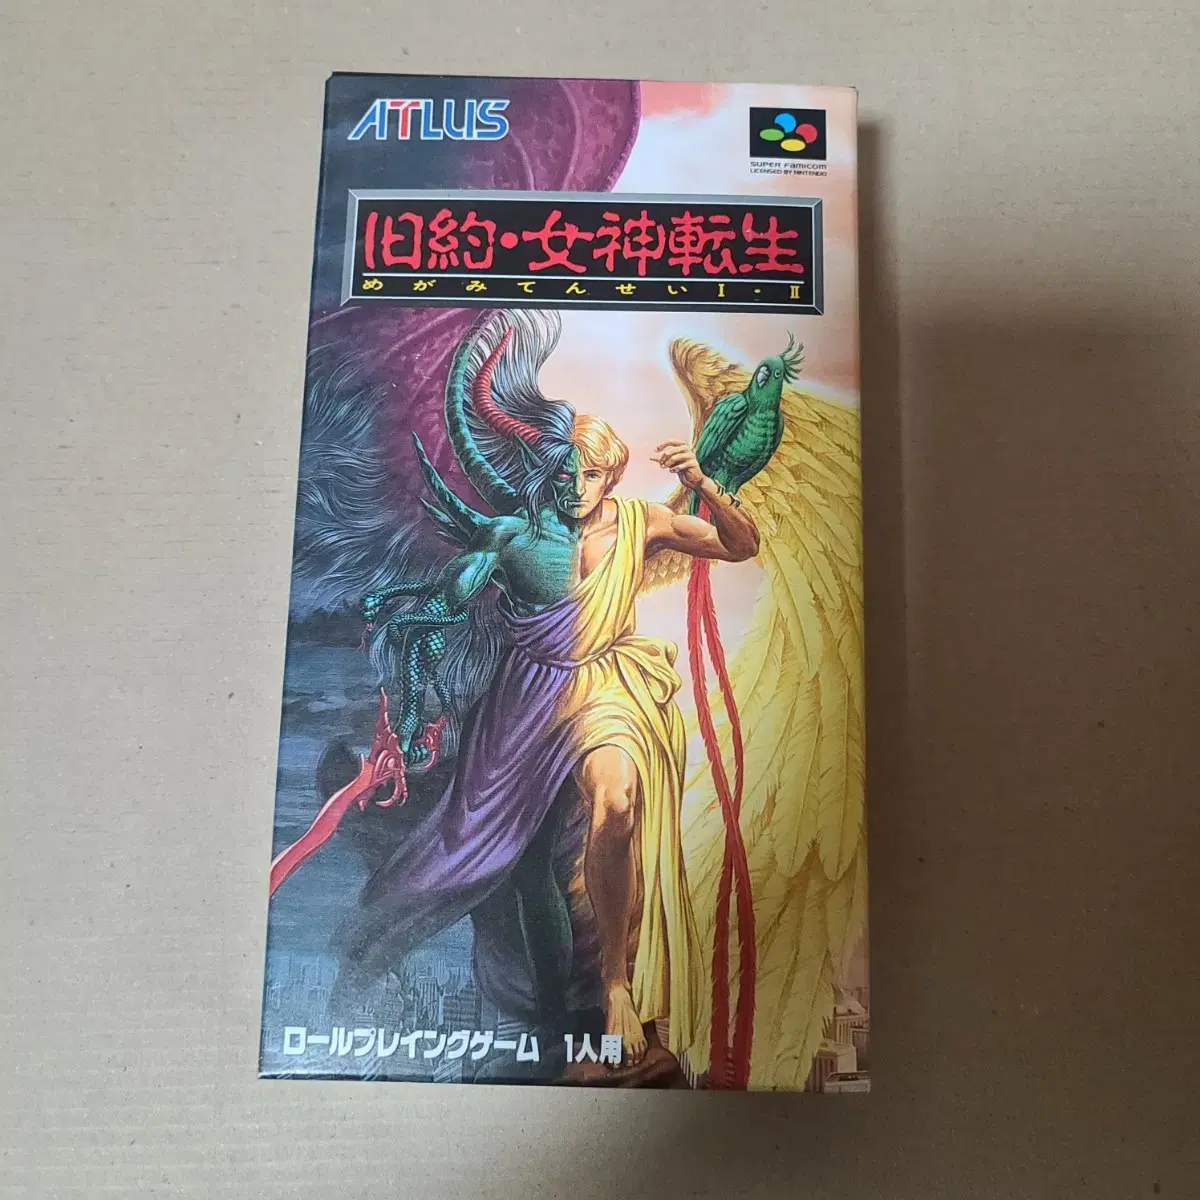 ATLUS
SUPER FAMICOM
LICENSED BY NINTENDO
旧約・女神転生
めがみてんせいI・II
ロールプレイングゲーム 1人用